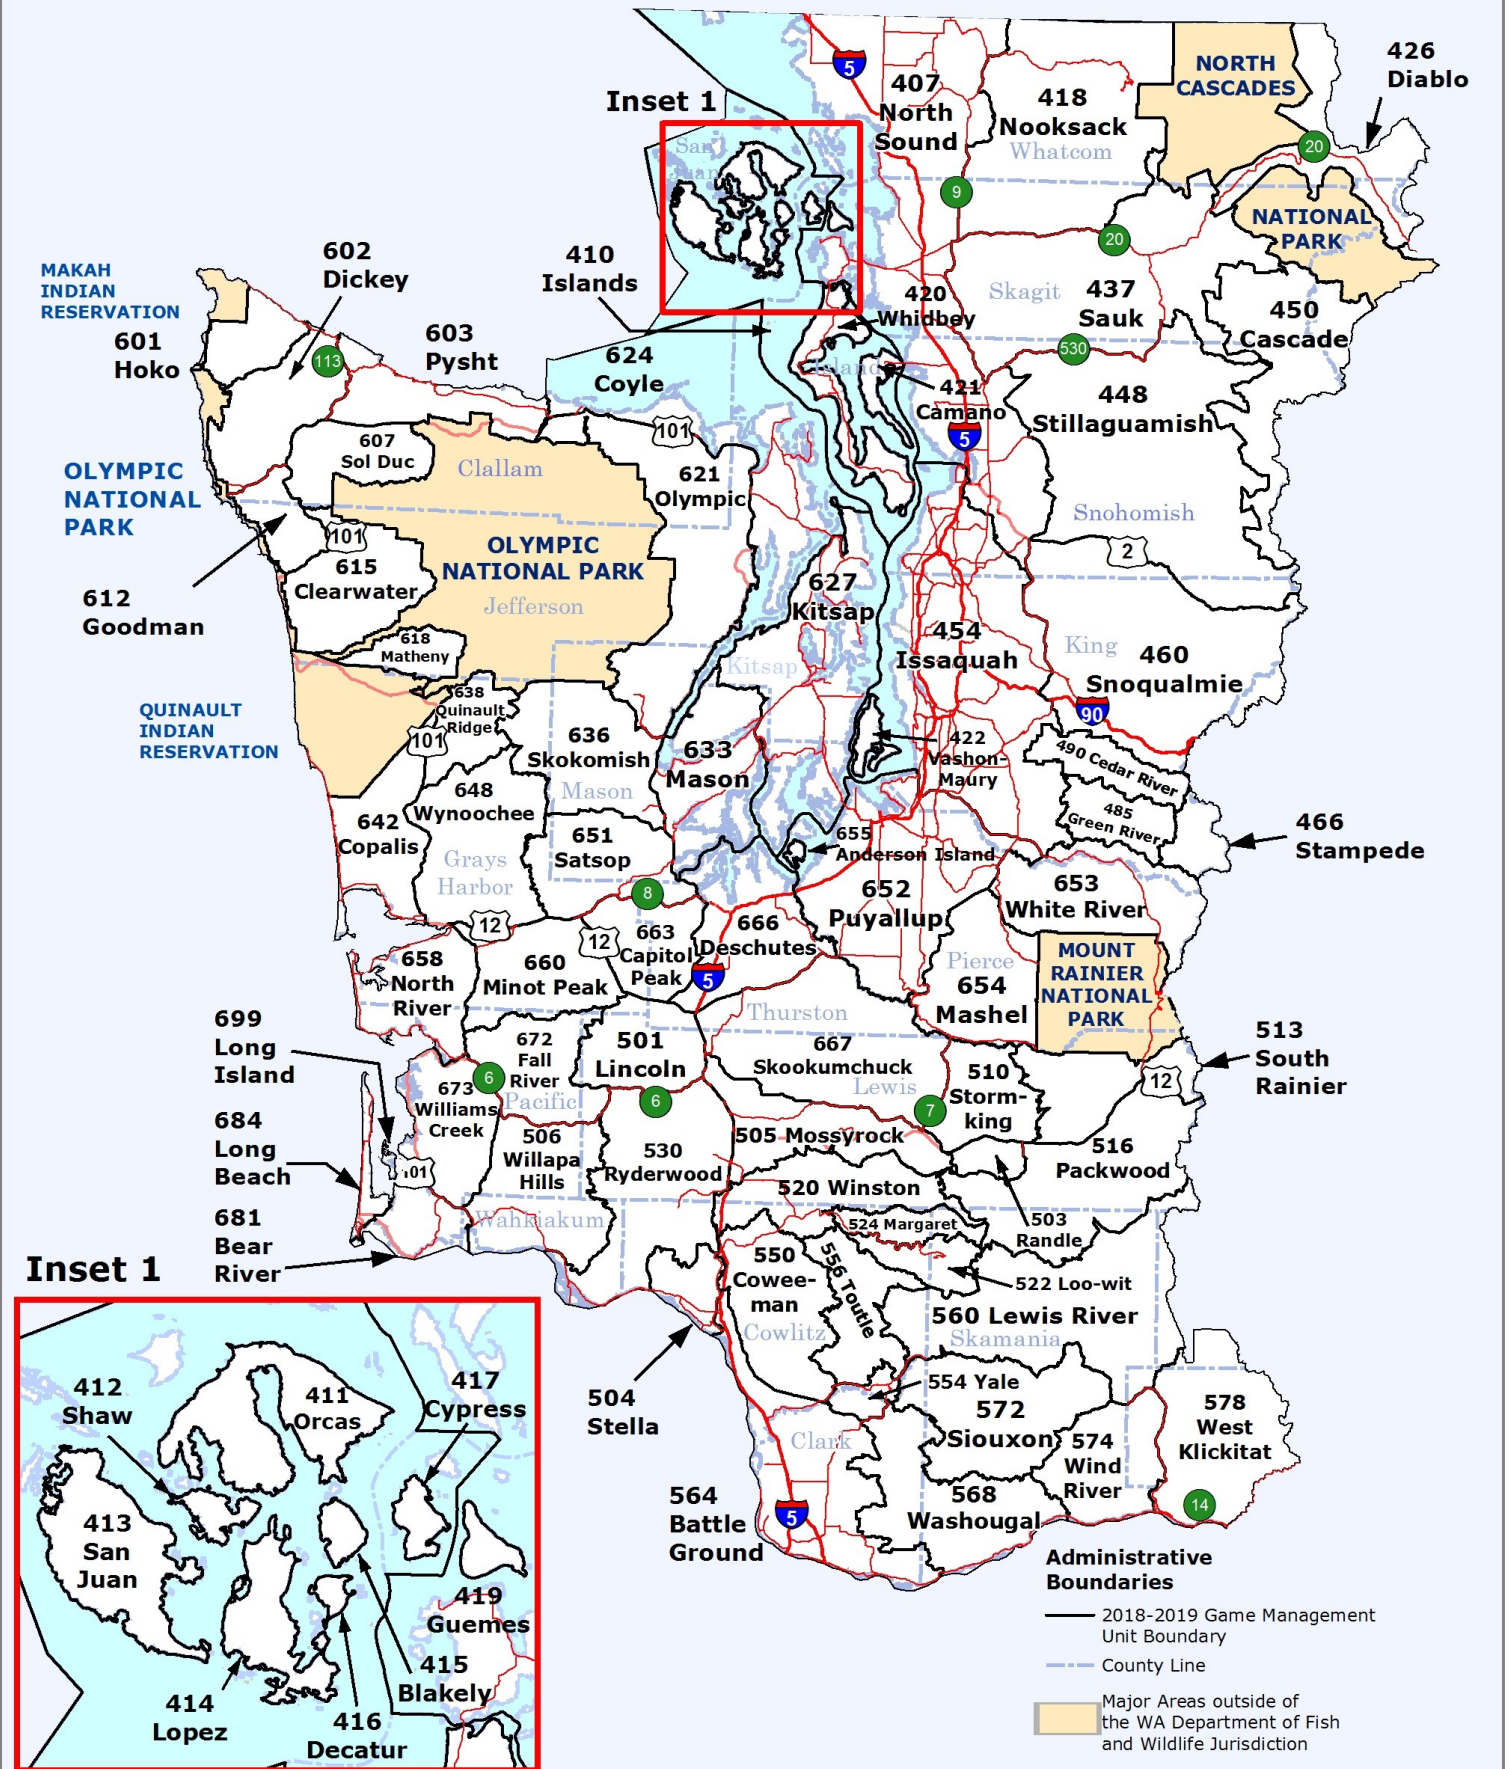 Inset 1
5
407
North
Sound
418
Nooksack
Whatcom
NORTH
CASCADES
426
Diablo
20
San
Juan
9
NATIONAL
PARK
20
MAKAH
INDIAN
RESERVATION
602
Dickey
410
Islands
420
Whidbey
Skagit
437
Sauk
450
Cascade
601
Hoko
113
603
Pysht
624
Coyle
Island
530
421
Camano
448
Stillaguamish
5
101
607
Sol Duc
Clallam
621
Olympic
OLYMPIC
NATIONAL
PARK
Snohomish
101
OLYMPIC
NATIONAL PARK
Jefferson
2
615
Clearwater
612
Goodman
627
Kitsap
618
Matheny
454
Issaquah
King
460
Snoqualmie
Kitsap
QUINAULT
INDIAN
RESERVATION
638
Quinault
Ridge
101
636
Skokomish
Mason
633
Mason
422
Vashon-
Maury
90
490 Cedar River
485
Green River
466
Stampede
648
Wynoochee
642
Copalis
651
Satsop
Grays
Harbor
655
Anderson Island
8
652
Puyallup
653
White River
12
12
663
Capitol
Peak
666
Deschutes
5
658
North
River
660
Minot Peak
Pierce
654
Mashel
MOUNT
RAINIER
NATIONAL
PARK
699
Long
Island
672
Fall
River
501
Lincoln
Thurston
667
Skookumchuck
Lewis
510
Storm-
king
12
513
South
Rainier
6
673
Williams
Creek
Pacific
6
7
684
Long
Beach
101
506
Willapa
Hills
530
Ryderwood
505 Mossyrock
516
Packwood
520 Winston
503
Randle
681
Bear
River
Wahkiakum
524 Margaret
550
Cowee-
man
556 Toutle
522 Loo-wit
560 Lewis River
Skamania
Cowlitz
504
Stella
554 Yale
572
Siouxon
Clark
574
Wind
River
578
West
Klickitat
14
564
Battle
Ground
5
568
Washougal
Inset 1
412
Shaw
411
Orcas
417
Cypress
413
San
Juan
419
Guemes
415
Blakely
414
Lopez
416
Decatur
Administrative
Boundaries
2018-2019 Game Management
Unit Boundary
County Line
Major Areas outside of
the WA Department of Fish
and Wildlife Jurisdiction